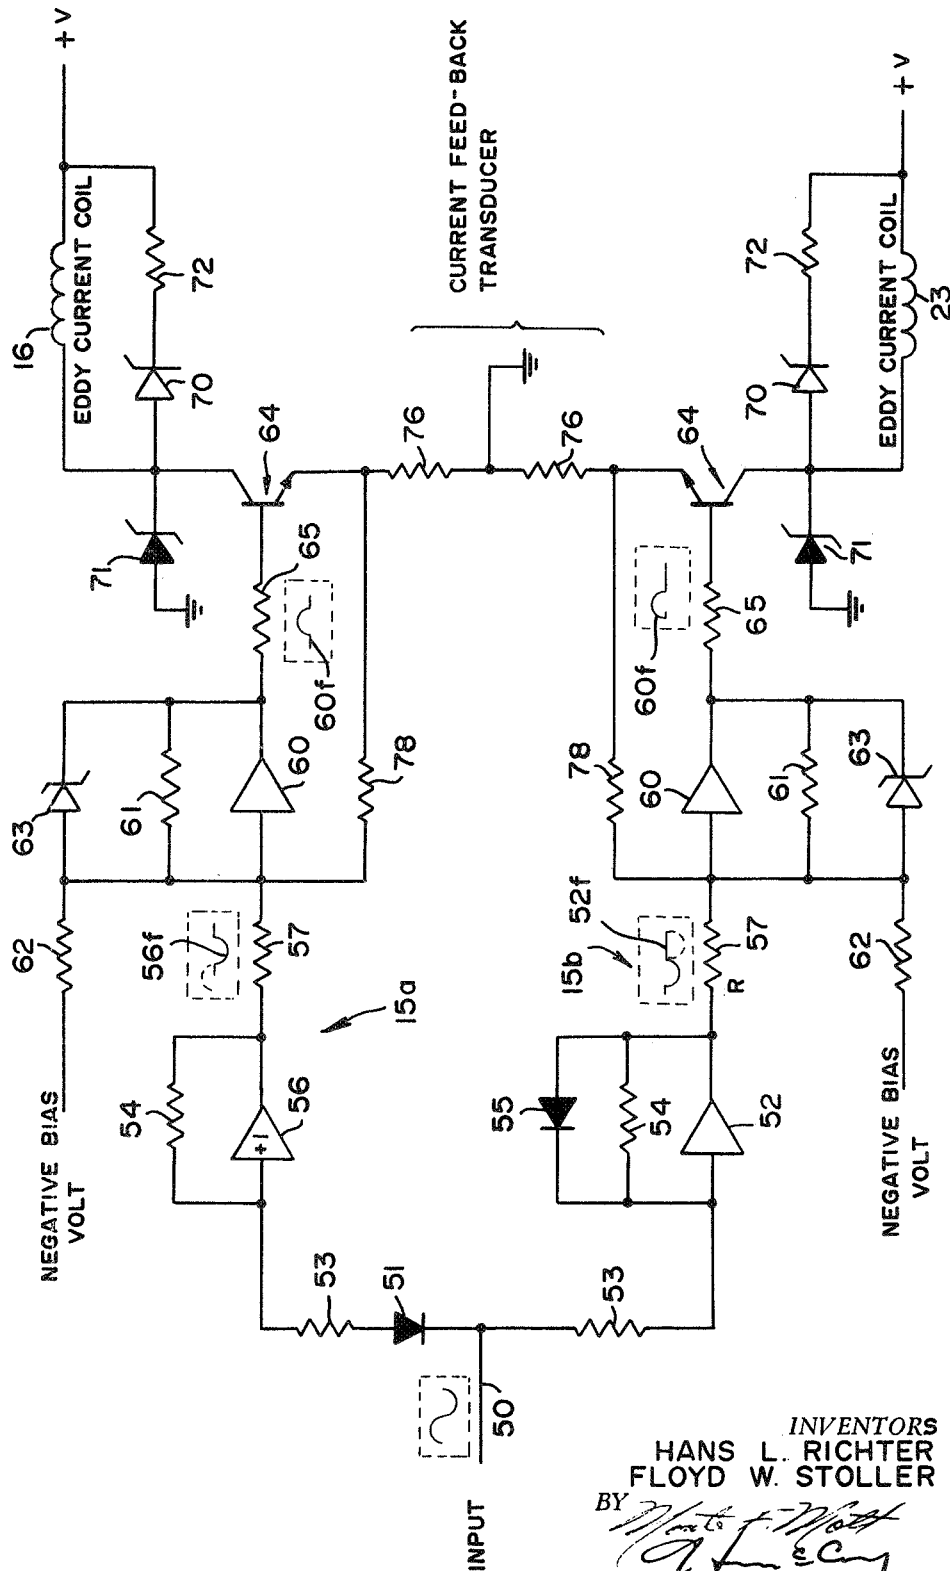 +V
16
EDDY CURRENT COIL
72
70
71
64
65
60f
76
CURRENT FEED-BACK
TRANSDUCER
76
64
72
70
EDDY CURRENT COIL
23
+V
71
65
60f
63
61
60
78
78
60
61
63
62
56f
57
15a
52f
15b
57
R
62
NEGATIVE BIAS
VOLT
54
+1
56
55
54
52
NEGATIVE BIAS
VOLT
53
51
53
50
INPUT
INVENTORS
HANS L. RICHTER
FLOYD W. STOLLER
BY